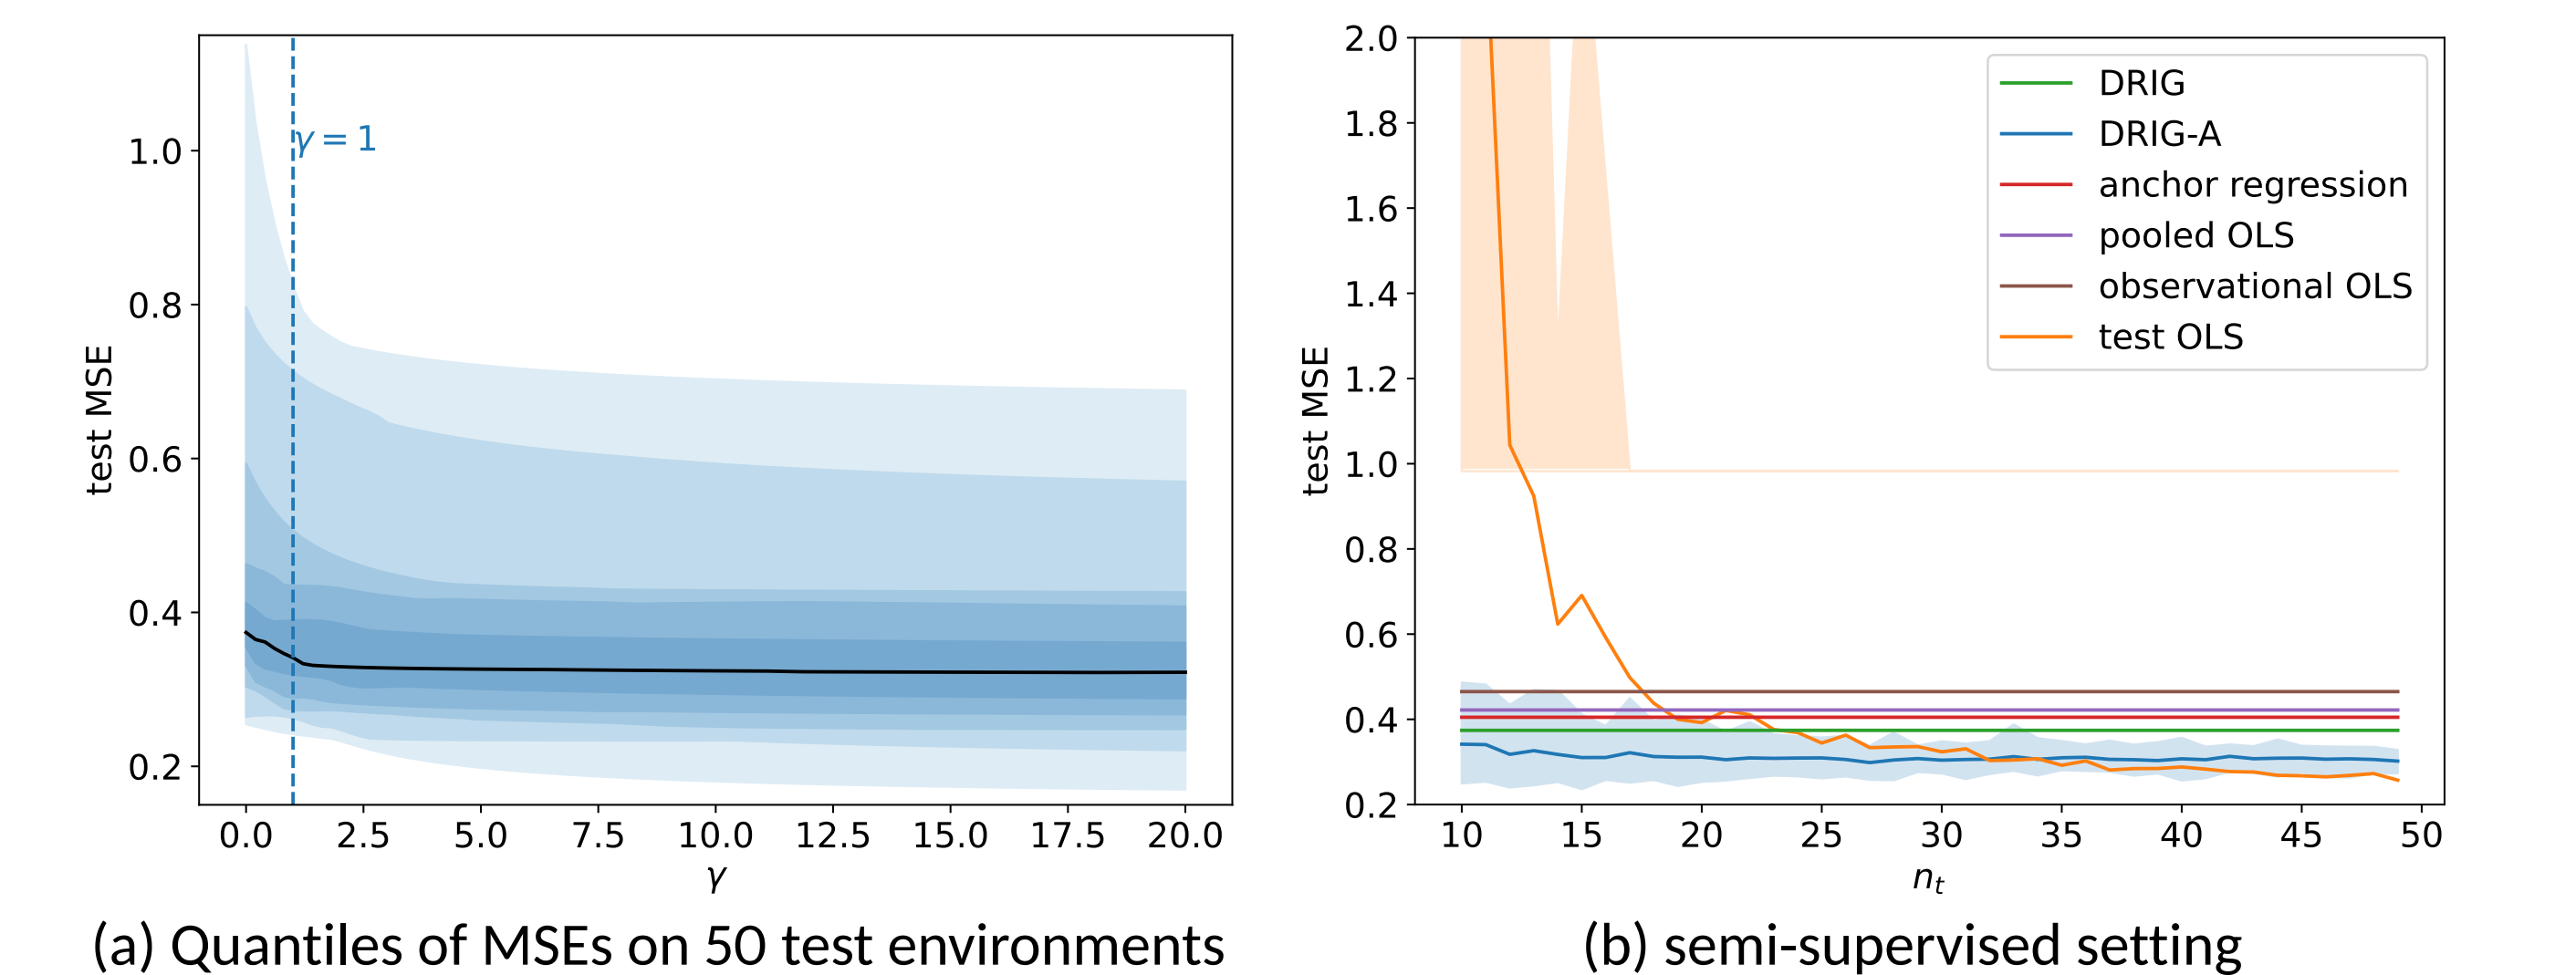 1.0
0.8
0.6
0.4
0.2
test MSE
γ = 1
0.0 2.5 5.0 7.5 10.0 12.5 15.0 17.5 20.0
γ
(a) Quantiles of MSEs on 50 test environments
2.0
1.8
1.6
1.4
1.2
1.0
0.8
0.6
0.4
0.2
test MSE
DRIG
DRIG-A
anchor regression
pooled OLS
observational OLS
test OLS
10 15 20 25 30 35 40 45 50
n_t
(b) semi-supervised setting